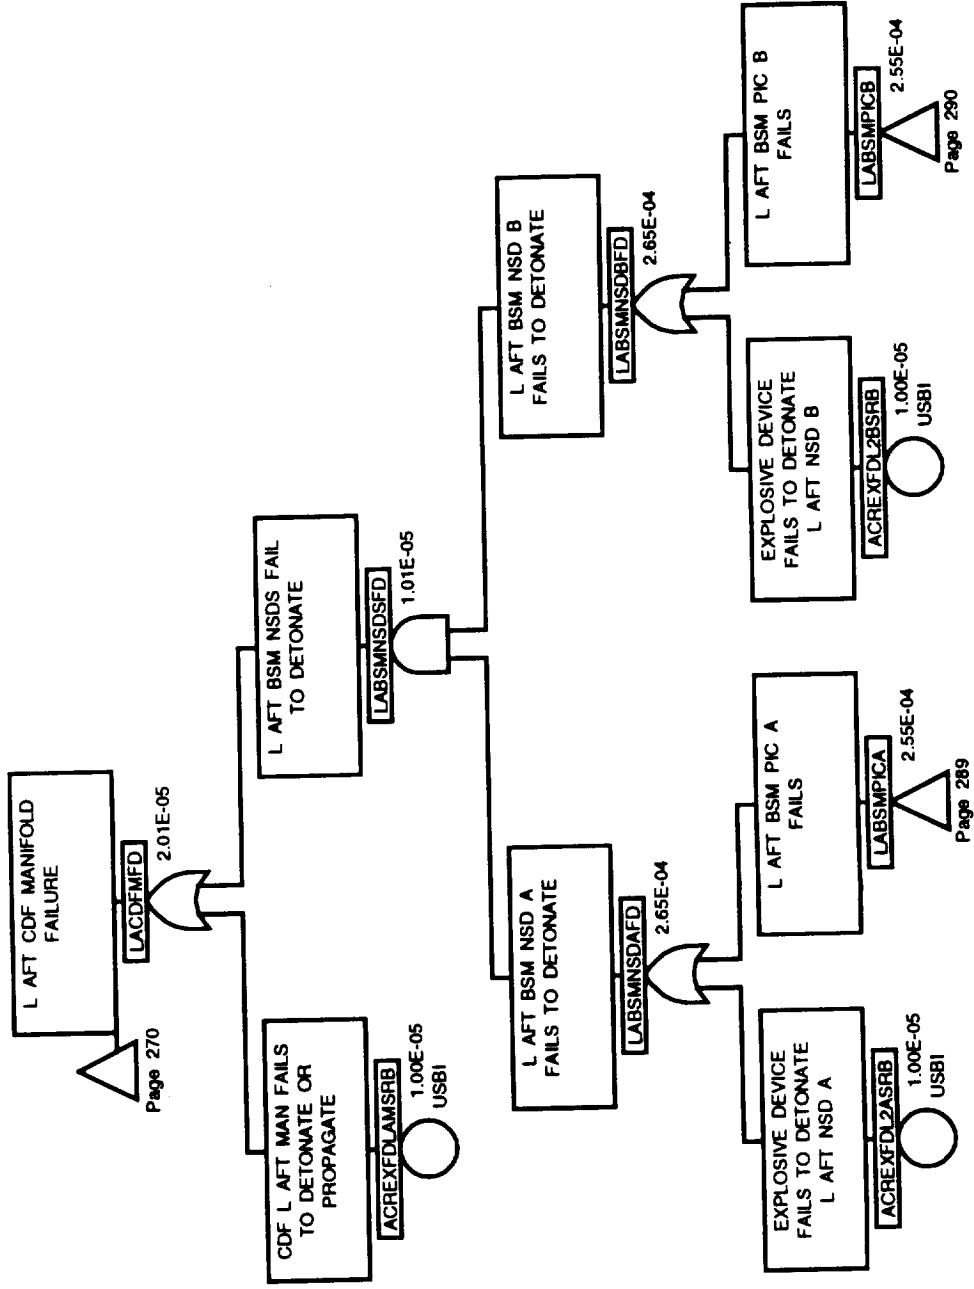 L AFT CDF MANIFOLD
FAILURE
LACDFMFD
2.01E-05
Page 270
CDF L AFT MAN FAILS
TO DETONATE OR
PROPAGATE
ACREXFDLAMSRB
1.00E-05
USBI
L AFT BSM NSDS FAIL
TO DETONATE
LABSMNSDSFD
1.01E-05
L AFT BSM NSD A
FAILS TO DETONATE
LABSMNSDAFD
2.65E-04
L AFT BSM NSD B
FAILS TO DETONATE
LABSMNSDBFD
2.65E-04
EXPLOSIVE DEVICE
FAILS TO DETONATE
L AFT NSD A
ACREXFDL2ASRB
1.00E-05
USBI
L AFT BSM PIC A
FAILS
LABSMPICA
2.55E-04
Page 289
EXPLOSIVE DEVICE
FAILS TO DETONATE
L AFT NSD B
ACREXFDL2BSRB
1.00E-05
USBI
L AFT BSM PIC B
FAILS
LABSMPICB
2.55E-04
Page 290